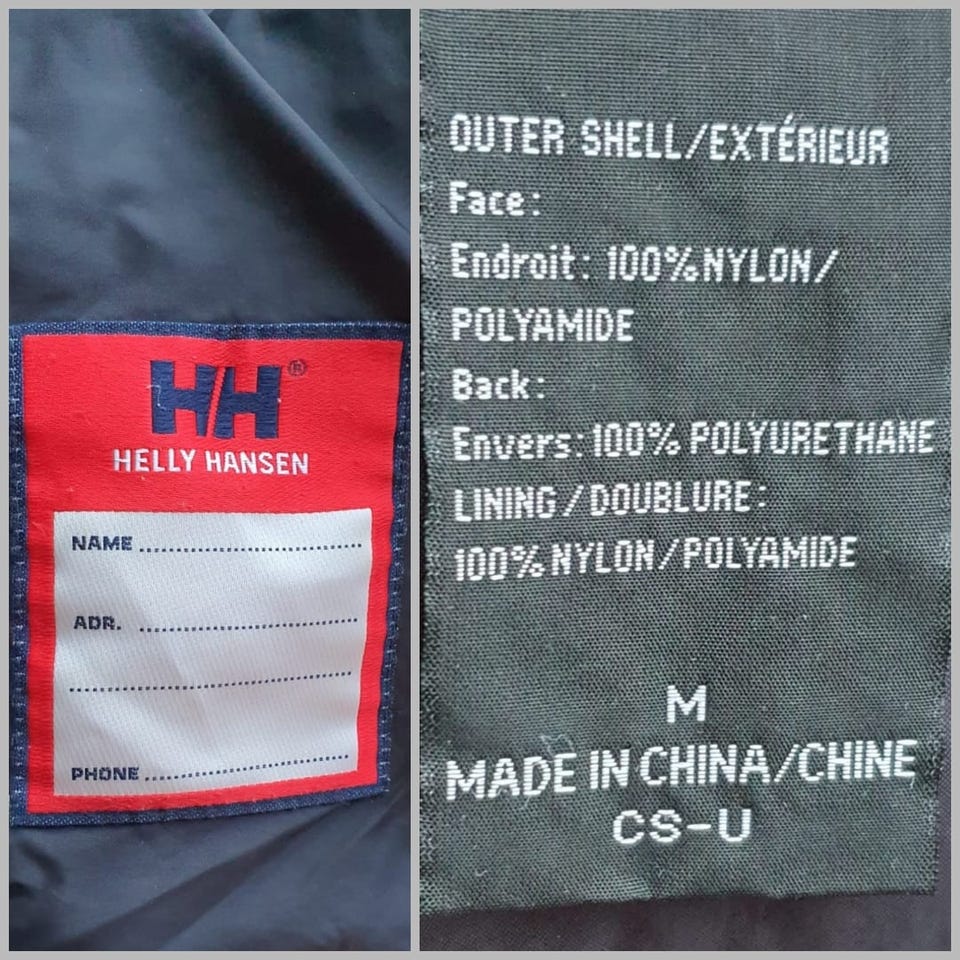 HH®
HELLY HANSEN
NAME
ADR.
PHONE
OUTER SHELL/EXTÉRIEUR
Face:
Endroit: 100% NYLON/
POLYAMIDE
Back:
Envers: 100% POLYURETHANE
LINING/DOUBLURE:
100% NYLON/POLYAMIDE
M
MADE IN CHINA/CHINE
CS-U